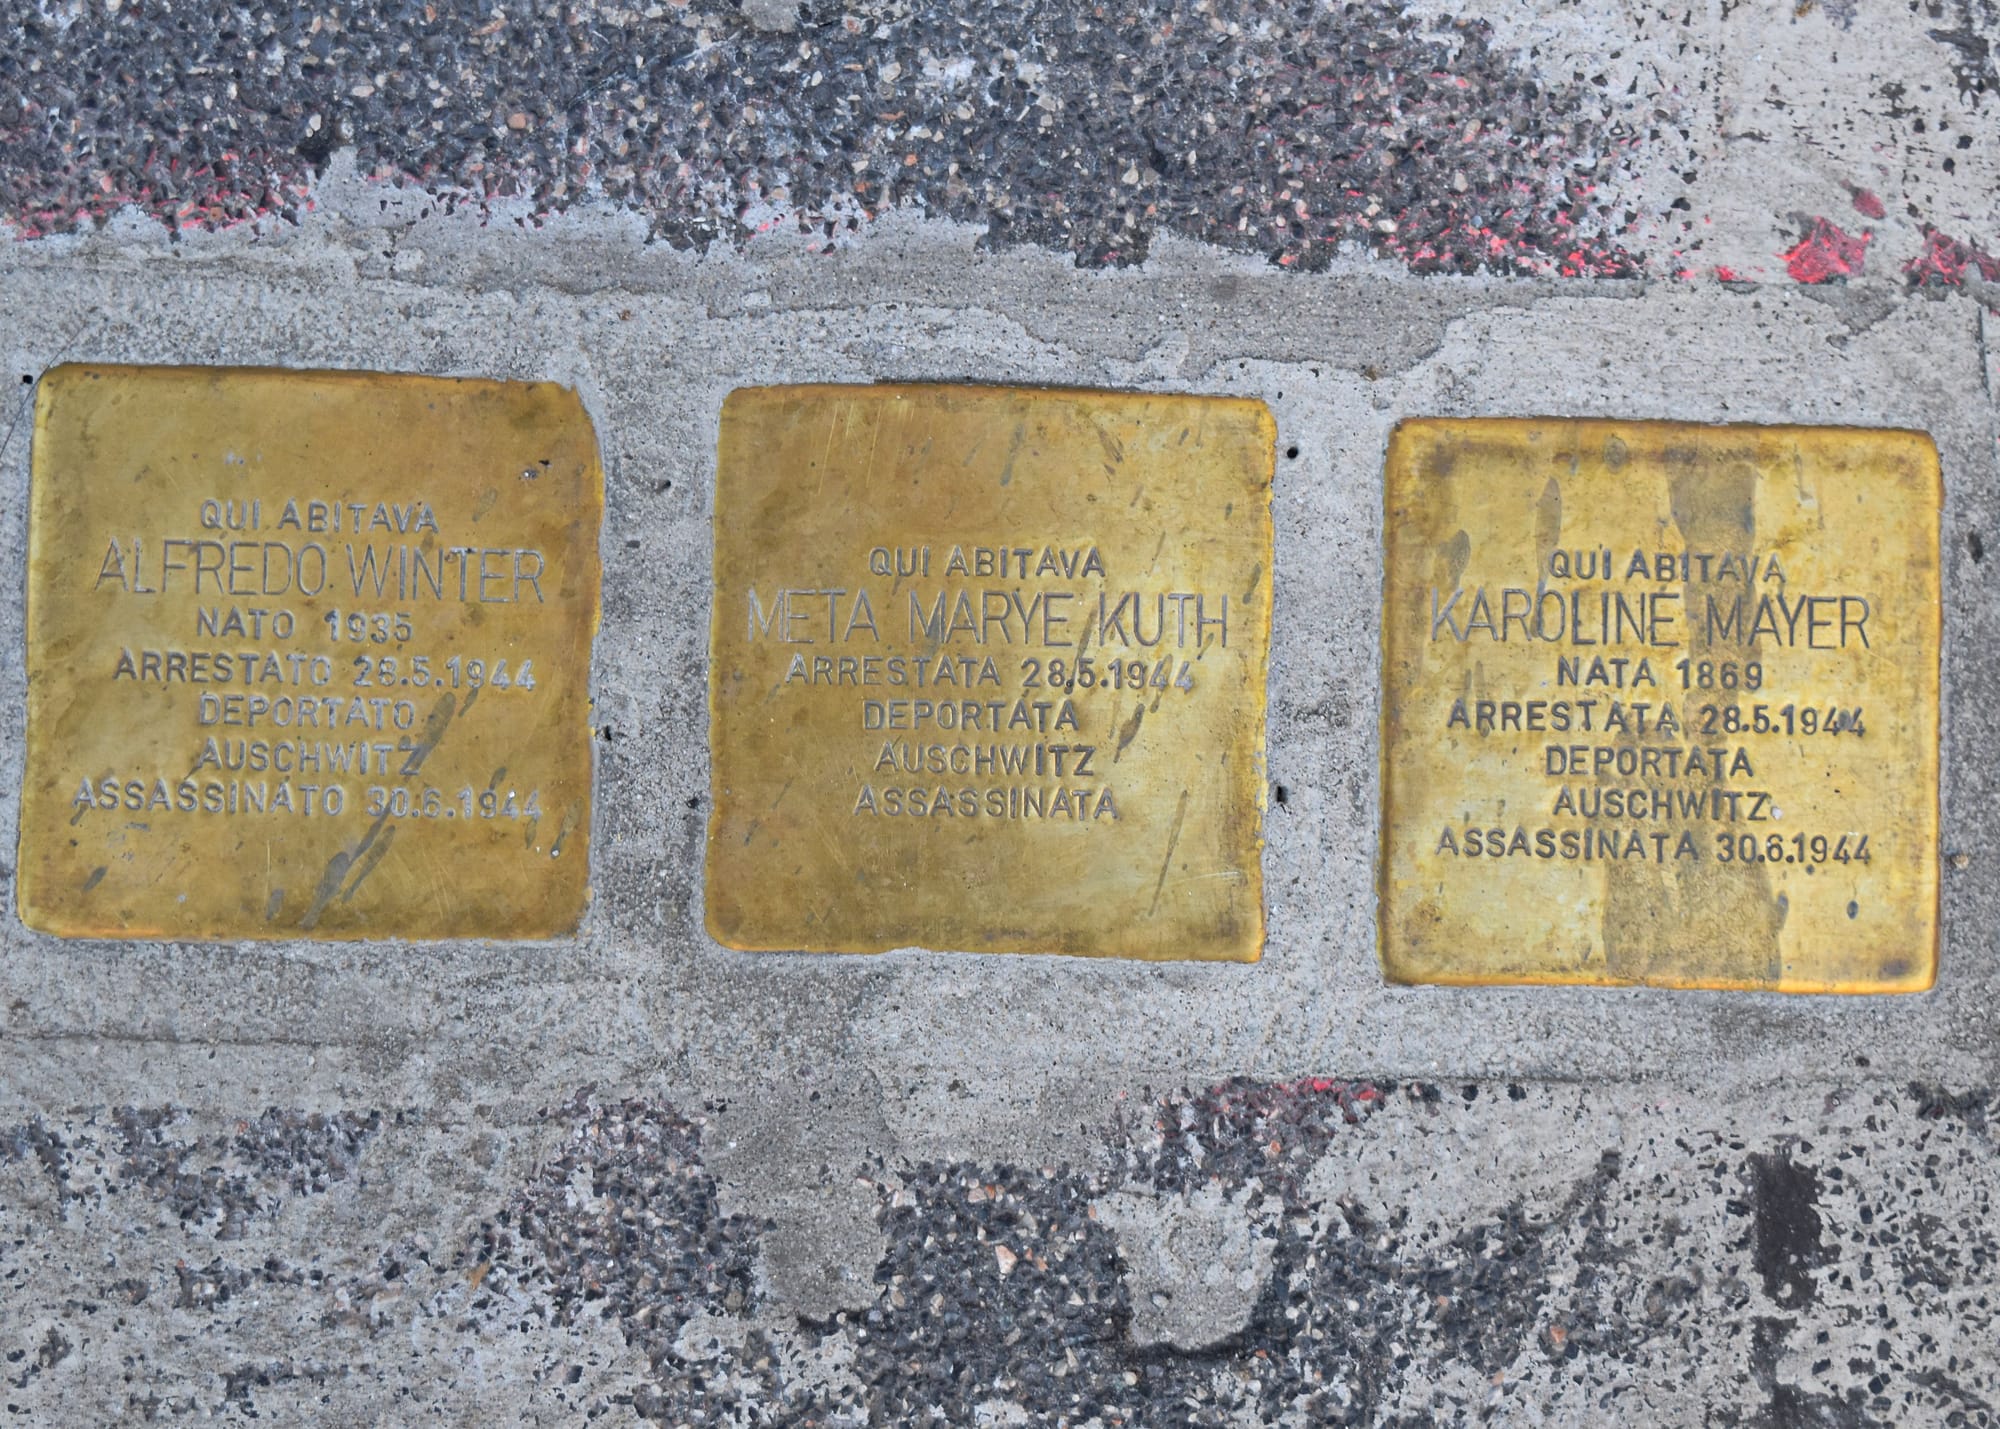 QUI ABITAVA
ALFREDO WINTER
NATO 1935
ARRESTATO 28.5.1944
DEPORTATO
AUSCHWITZ
ASSASSINATO 30.6.1944
QUI ABITAVA
META MARYE KUTH
ARRESTATA 28.5.1944
DEPORTATA
AUSCHWITZ
ASSASSINATA
QUI ABITAVA
KAROLINE MAYER
NATA 1869
ARRESTATA 28.5.1944
DEPORTATA
AUSCHWITZ
ASSASSINATA 30.6.1944